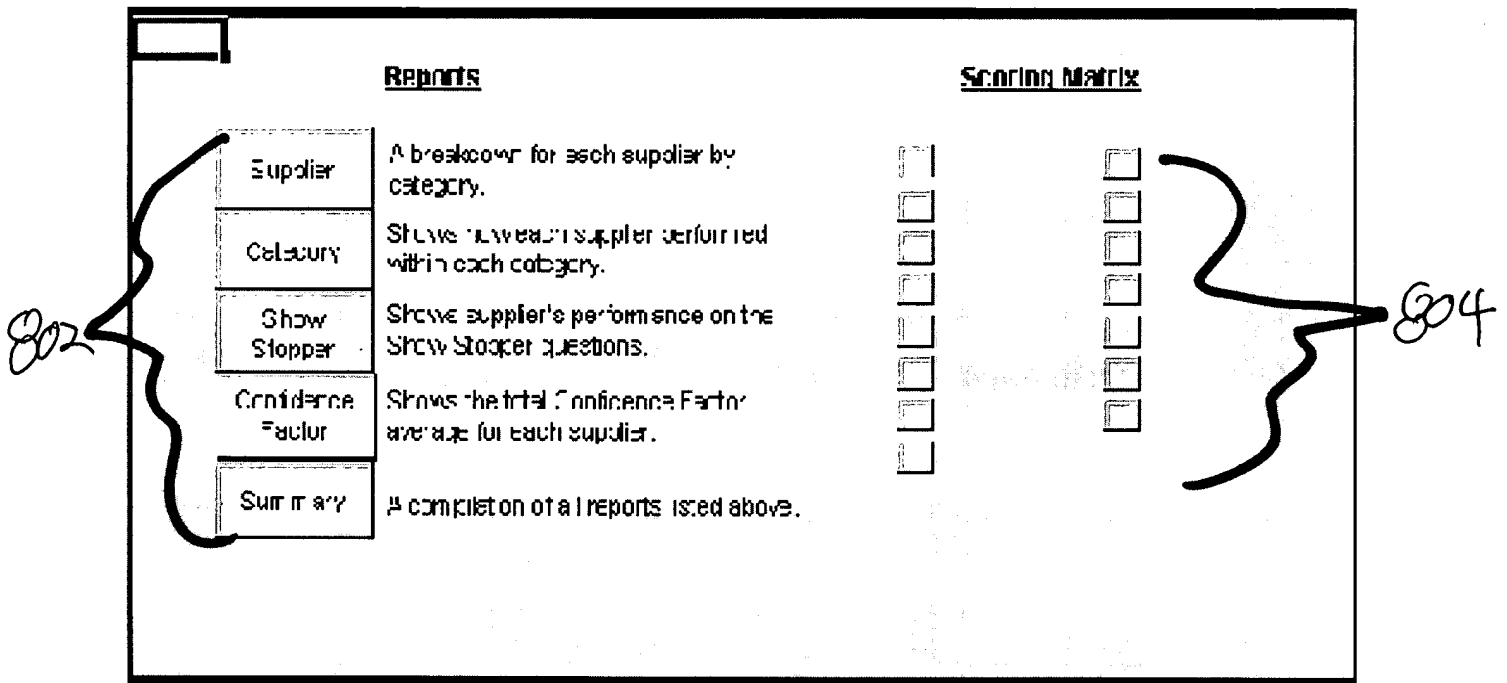 Reports
Scoring Matrix
Supplier
A breakdown for each supplier by
category.
Category
Shows how each supplier performed
within each category.
Show
Stopper
Shows supplier's performance on the
Show Stopper questions.
Confidence
Factor
Shows the total Confidence Factor
average for each supplier.
Summary
A compilation of all reports listed above.
802
804